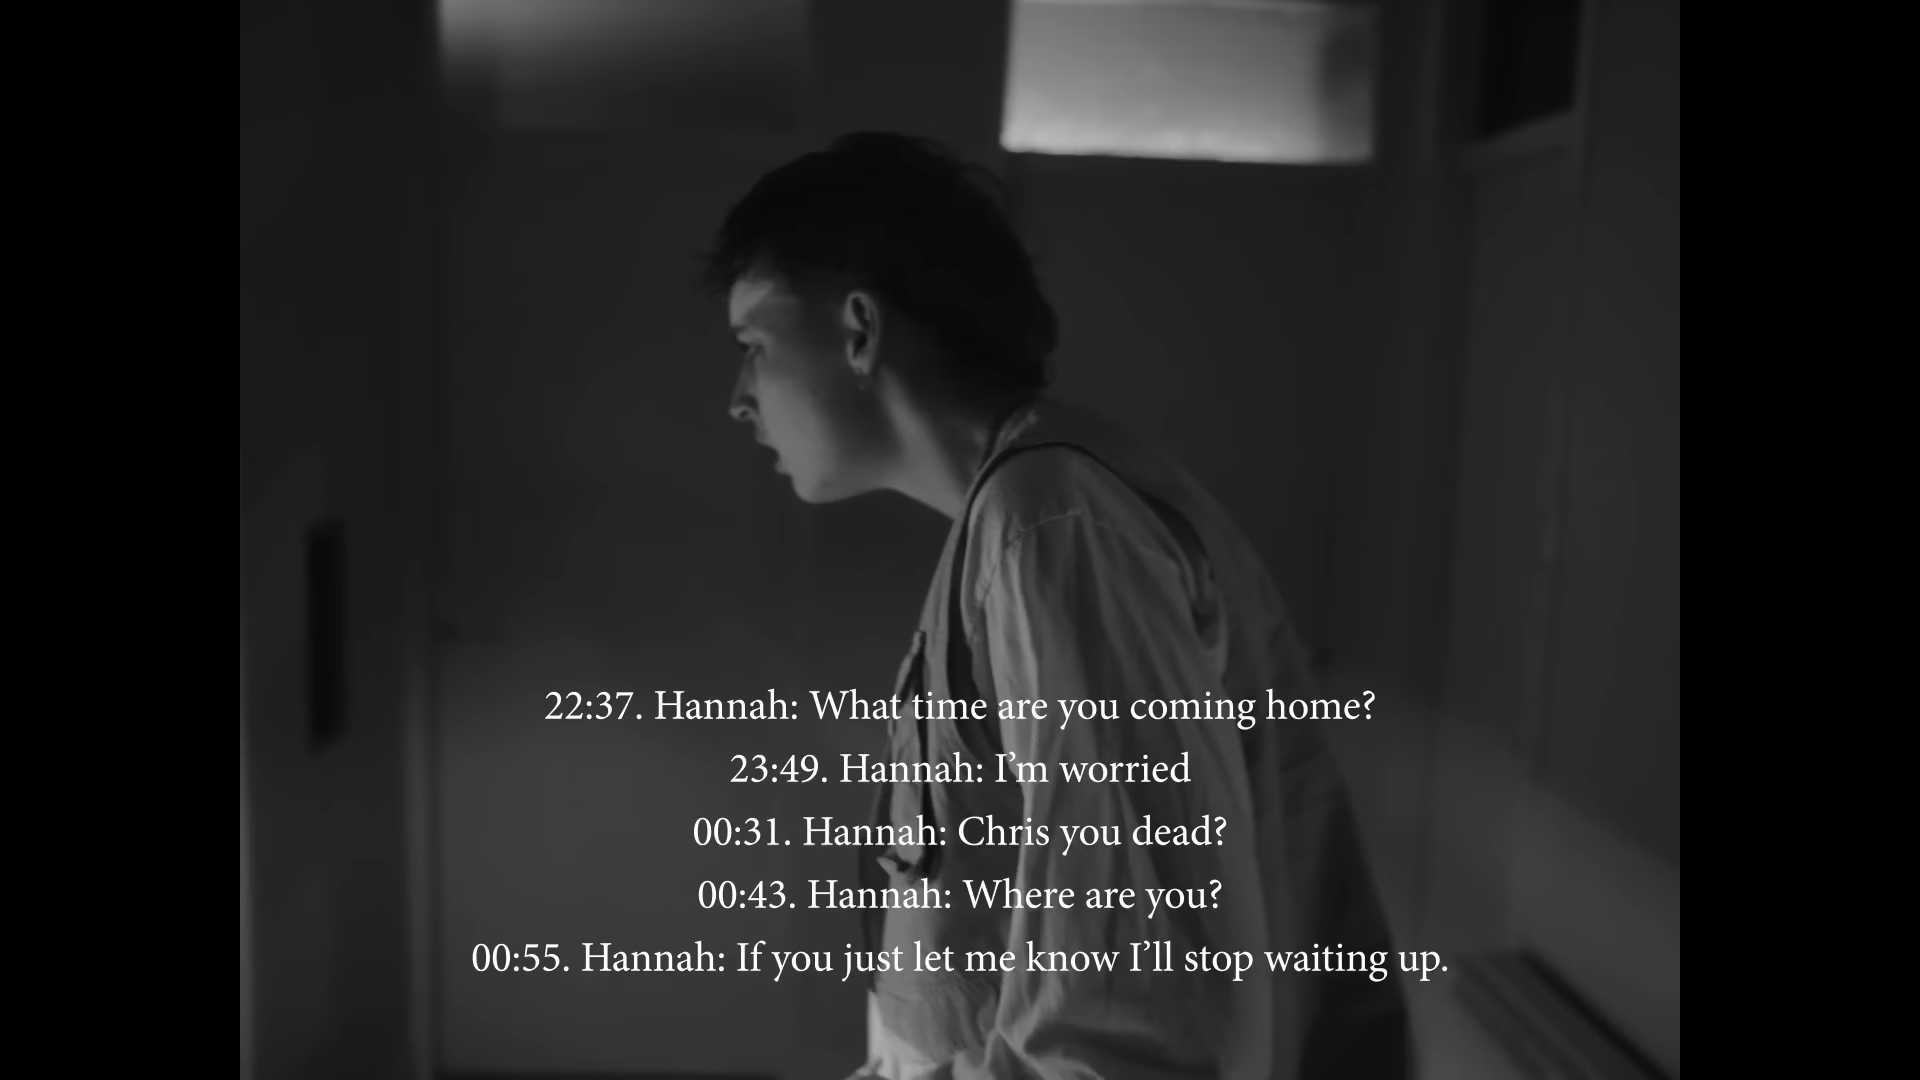 22:37. Hannah: What time are you coming home?
23:49. Hannah: I’m worried
00:31. Hannah: Chris you dead?
00:43. Hannah: Where are you?
00:55. Hannah: If you just let me know I’ll stop waiting up.